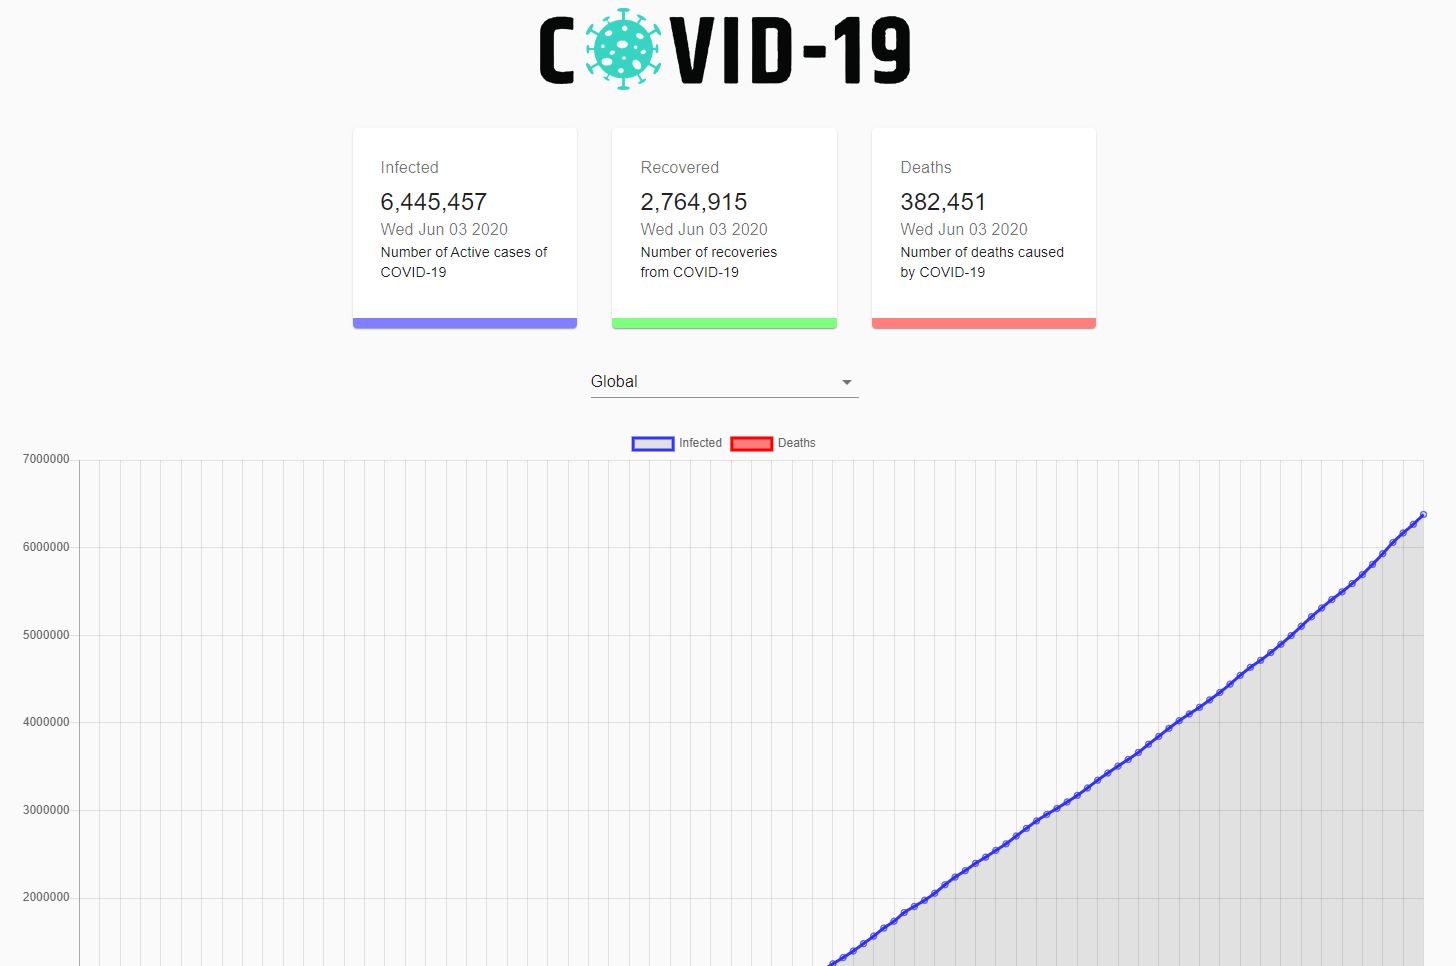 COVID-19
Infected
6,445,457
Wed Jun 03 2020
Number of Active cases of
COVID-19
Recovered
2,764,915
Wed Jun 03 2020
Number of recoveries
from COVID-19
Deaths
382,451
Wed Jun 03 2020
Number of deaths caused
by COVID-19
Global
Infected Deaths
7000000
6000000
5000000
4000000
3000000
2000000